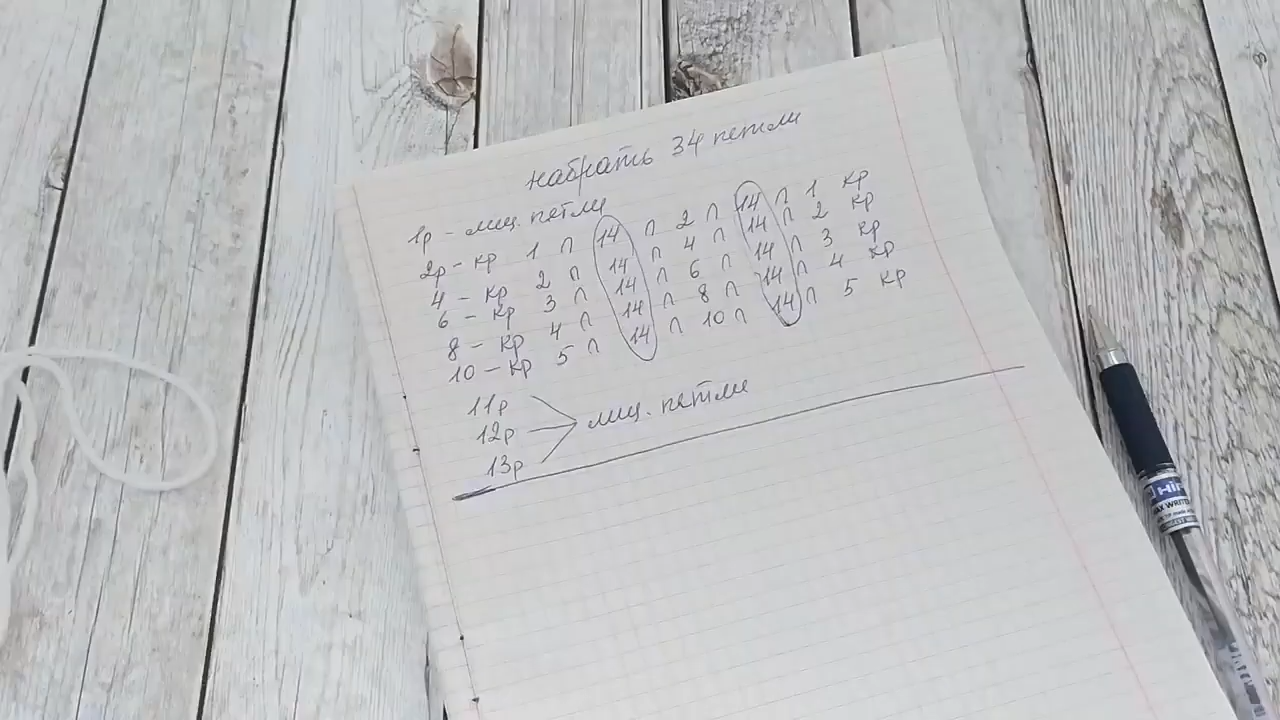 набрать 34 петли
1р - лиц. петли
2р - кр 1 п 14 п 2 п 14 п 1 кр
4 - кр 2 п 14 п 4 п 14 п 2 кр
6 - кр 3 п 14 п 6 п 14 п 3 кр
8 - кр 4 п 14 п 8 п 14 п 4 кр
10 - кр 5 п 14 п 10 п 14 п 5 кр
11р
12р лиц. петли
13р